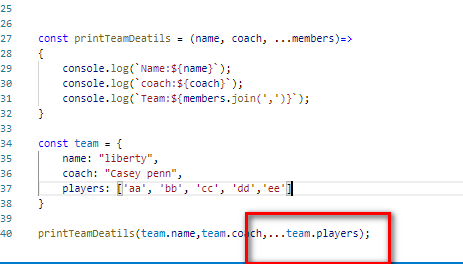 25
26
27 const printTeamDeatils = (name, coach, ...members)=>
28 {
29 console.log(`Name:${name}`);
30 console.log(`coach:${coach}`);
31 console.log(`Team:${members.join(',')}`);
32 }
33
34 const team = {
35 name: "liberty",
36 coach: "Casey penn",
37 players: ['aa', 'bb', 'cc', 'dd','ee']
38 }
39
40 printTeamDeatils(team.name,team.coach,...team.players);